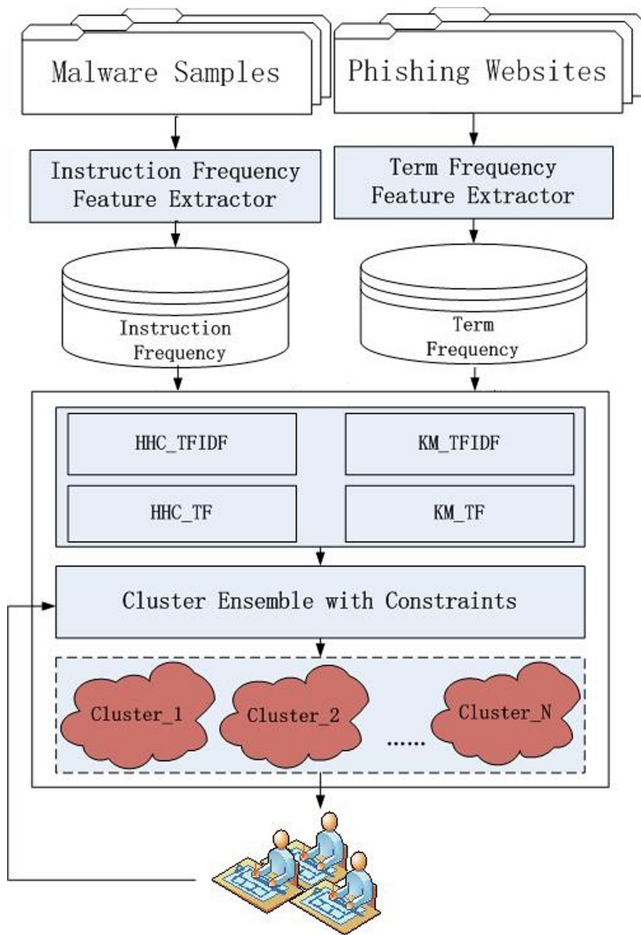 Malware Samples
Phishing Websites
Instruction Frequency
Feature Extractor
Term Frequency
Feature Extractor
Instruction
Frequency
Term
Frequency
HHC_TFIDF
KM_TFIDF
HHC_TF
KM_TF
Cluster Ensemble with Constraints
Cluster_1
Cluster_2
......
Cluster_N